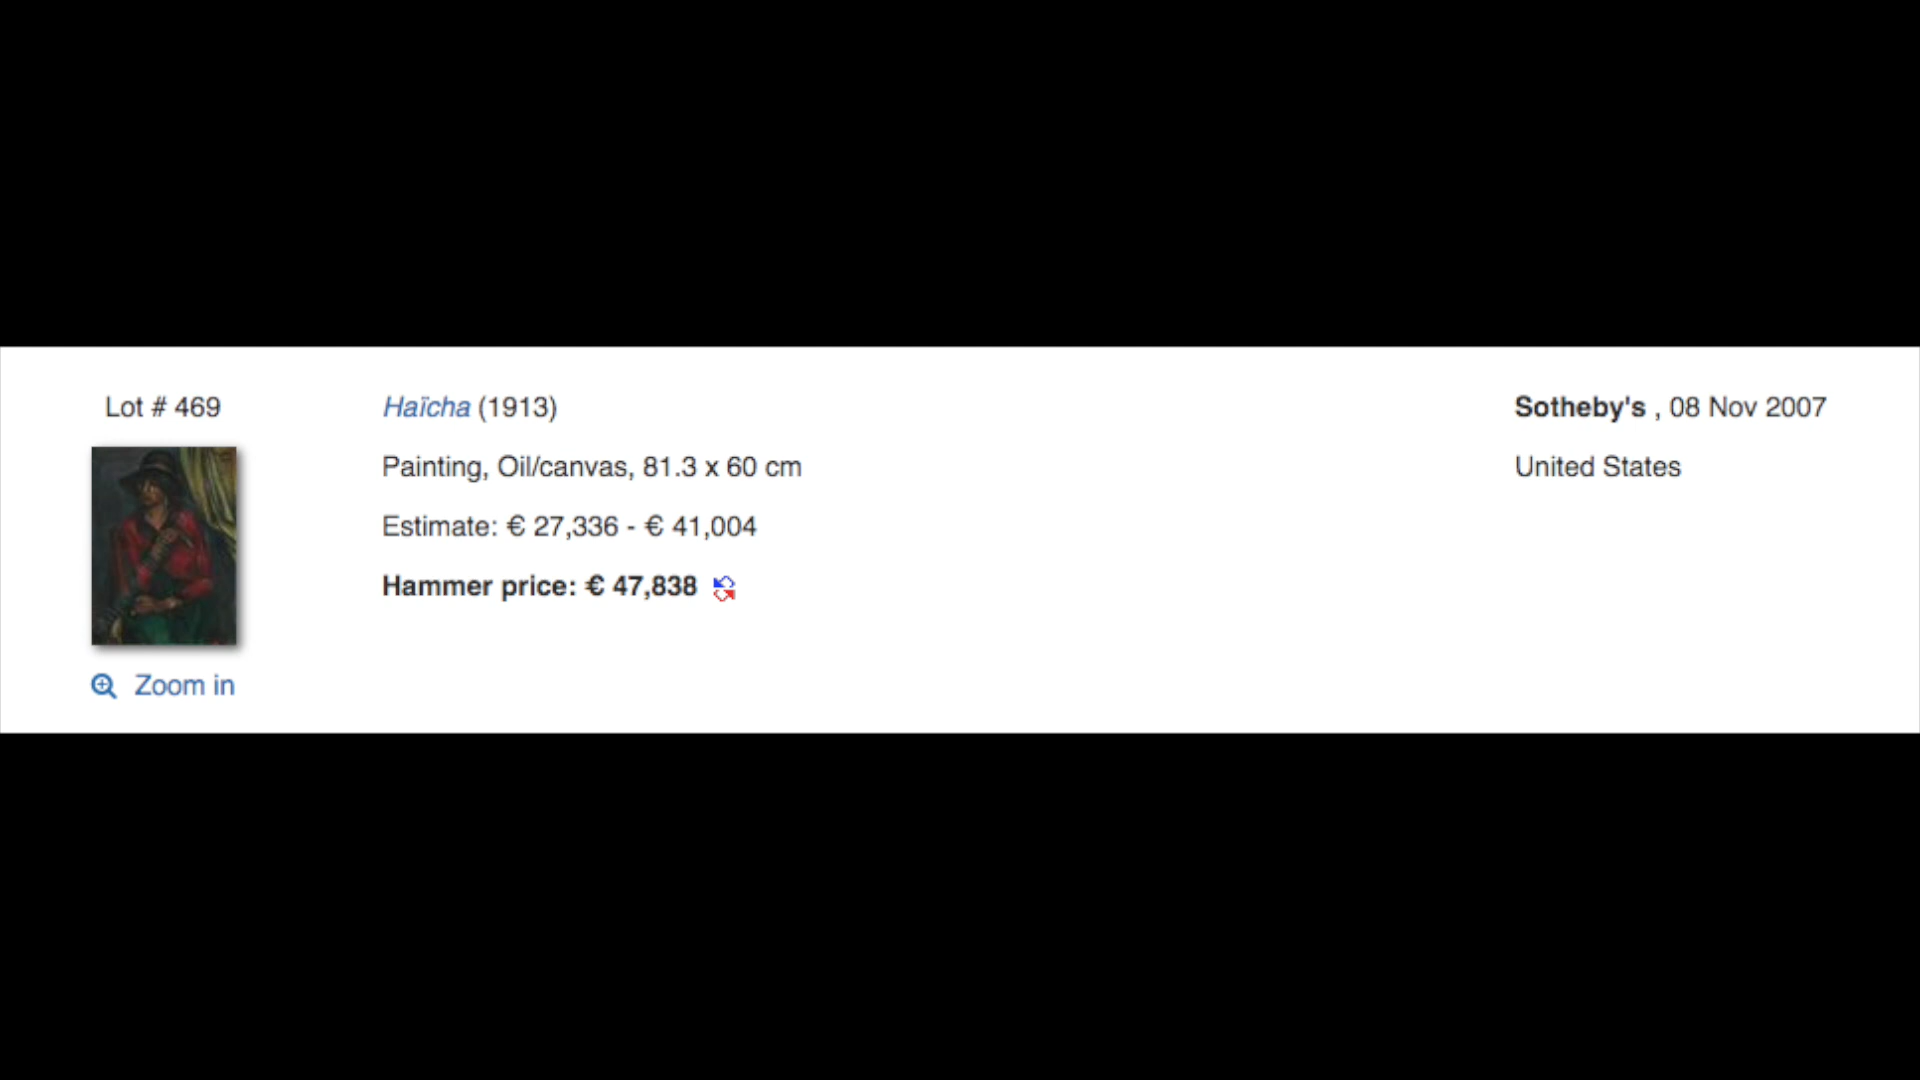 Lot # 469
Haïcha (1913)
Sotheby's , 08 Nov 2007
Painting, Oil/canvas, 81.3 x 60 cm
United States
Estimate: € 27,336 - € 41,004
Hammer price: € 47,838
Zoom in